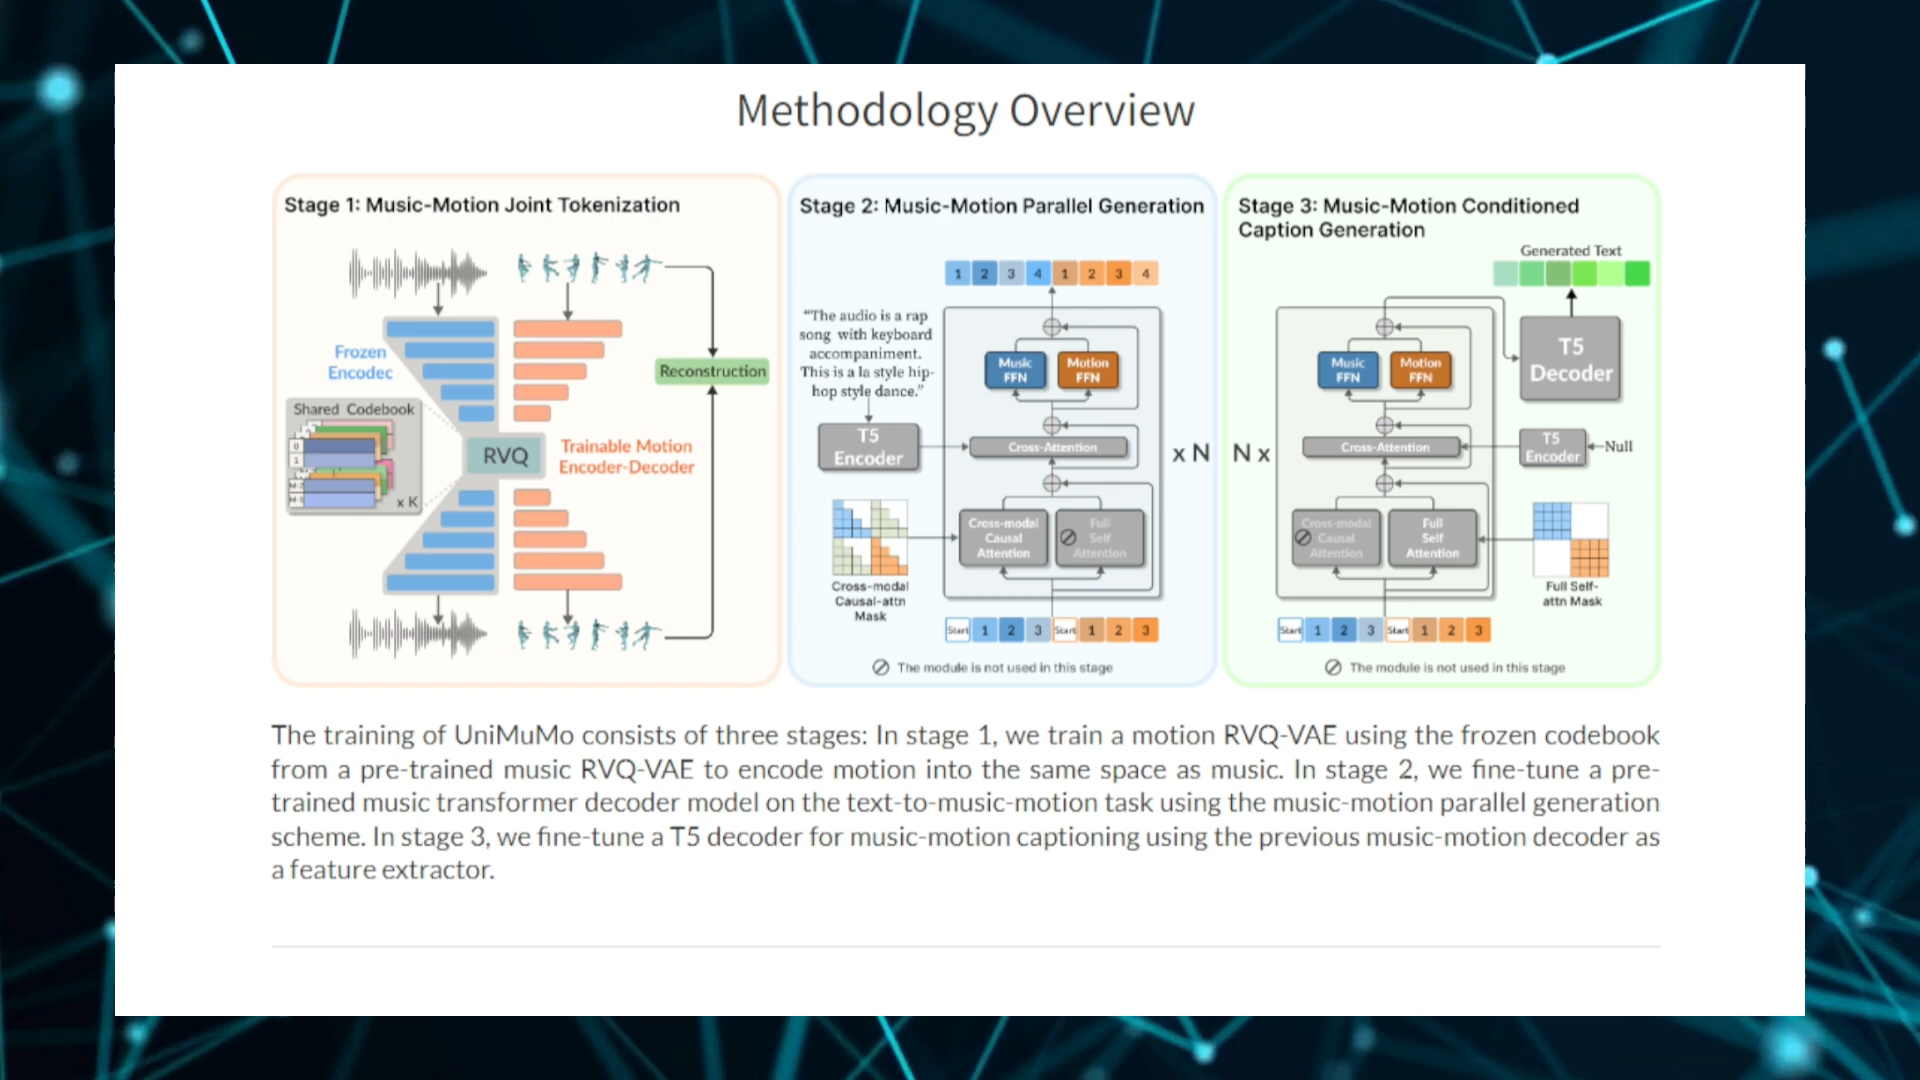 Methodology Overview
Stage 1: Music-Motion Joint Tokenization
Frozen
Encodec
Shared Codebook
0
1
M-2
M-1
x K
RVQ
Trainable Motion
Encoder-Decoder
Reconstruction
Stage 2: Music-Motion Parallel Generation
1 2 3 4 1 2 3 4
“The audio is a rap
song with keyboard
accompaniment.
This is a la style hip-
hop style dance.”
T5
Encoder
Music
FFN
Motion
FFN
Cross-Attention
x N
Cross-modal
Causal
Attention
Full
Self
Attention
Cross-modal
Causal-attn
Mask
Start 1 2 3 Start 1 2 3
The module is not used in this stage
Stage 3: Music-Motion Conditioned
Caption Generation
Generated Text
T5
Decoder
Music
FFN
Motion
FFN
Cross-Attention
T5
Encoder
Null
N x
Cross-modal
Causal
Attention
Full
Self
Attention
Full Self-
attn Mask
Start 1 2 3 Start 1 2 3
The module is not used in this stage
The training of UniMuMo consists of three stages: In stage 1, we train a motion RVQ-VAE using the frozen codebook
from a pre-trained music RVQ-VAE to encode motion into the same space as music. In stage 2, we fine-tune a pre-
trained music transformer decoder model on the text-to-music-motion task using the music-motion parallel generation
scheme. In stage 3, we fine-tune a T5 decoder for music-motion captioning using the previous music-motion decoder as
a feature extractor.